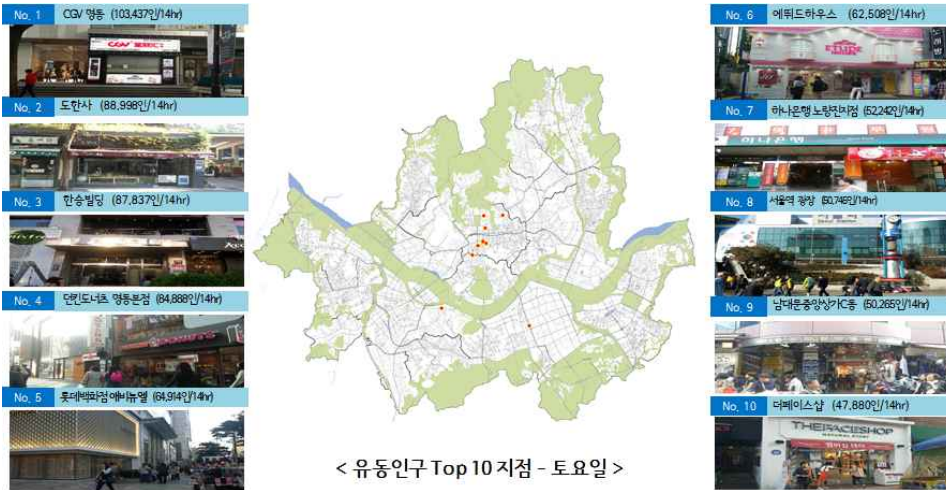 No. 1 CGV 명동 (103,437인/14hr)
CGV
No. 2 도한사 (88,998인/14hr)
No. 3 한승빌딩 (87,837인/14hr)
No. 4 던킨도너츠 명동본점 (84,888인/14hr)
No. 5 롯데백화점애비뉴엘 (64,914인/14hr)
No. 6 에뛰드하우스 (62,508인/14hr)
ETUDE
No. 7 하나은행 노량진지점 (52,242인/14hr)
하나은행
No. 8 서울역 광장 (50,746인/14hr)
No. 9 남대문중앙상가C동 (50,265인/14hr)
No. 10 더페이스샵 (47,880인/14hr)
THEFACESHOP
< 유동인구 Top 10 지점 - 토요일 >